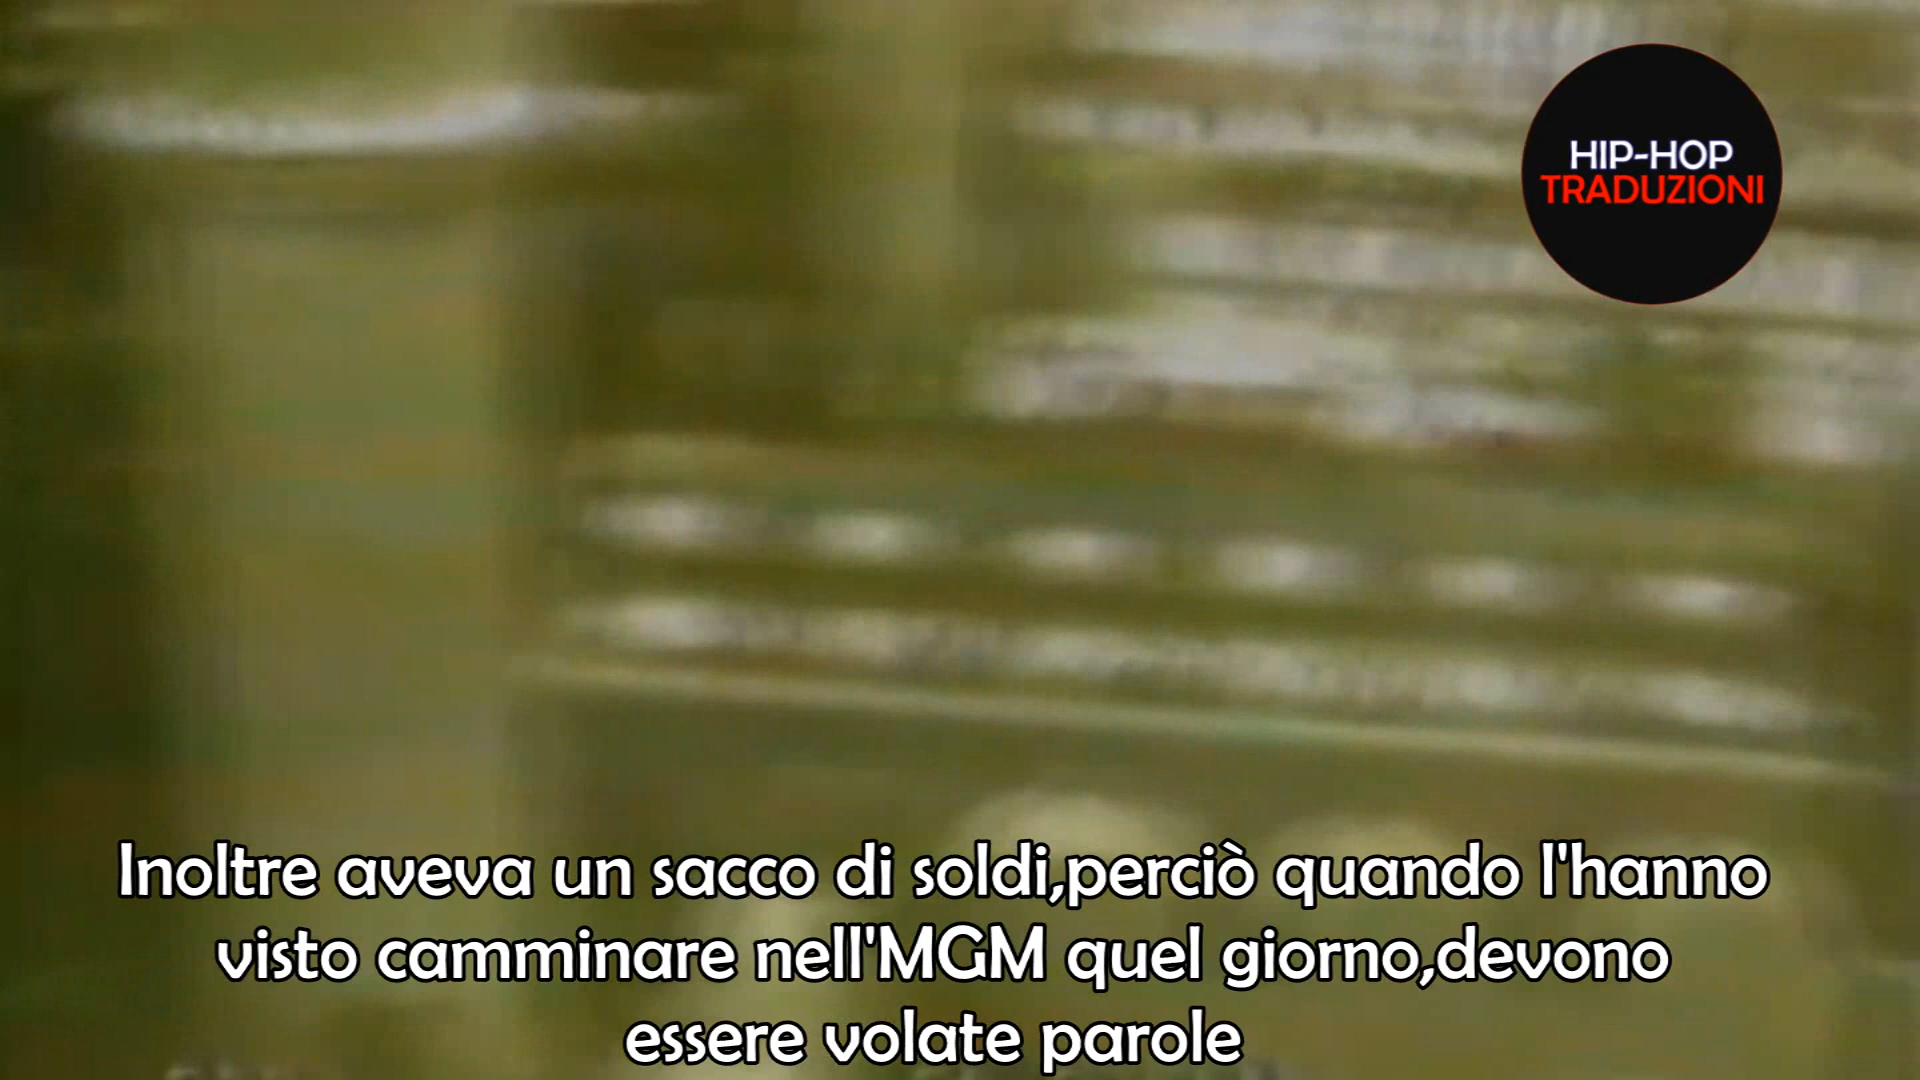 HIP-HOP
TRADUZIONI
Inoltre aveva un sacco di soldi,perciò quando l'hanno
visto camminare nell'MGM quel giorno,devono
essere volate parole